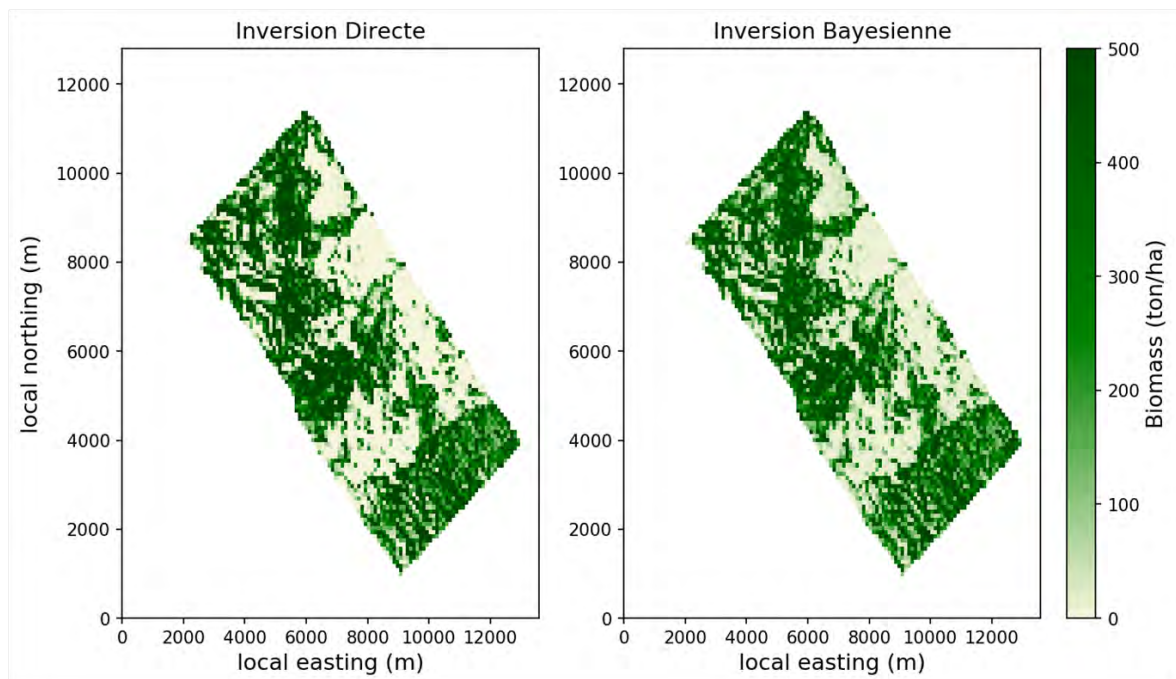 Inversion Directe
Inversion Bayesienne
12000
10000
8000
6000
4000
2000
0
local northing (m)
0 2000 4000 6000 8000 10000 12000
local easting (m)
12000
10000
8000
6000
4000
2000
0
0 2000 4000 6000 8000 10000 12000
local easting (m)
500
400
300
200
100
0
Biomass (ton/ha)